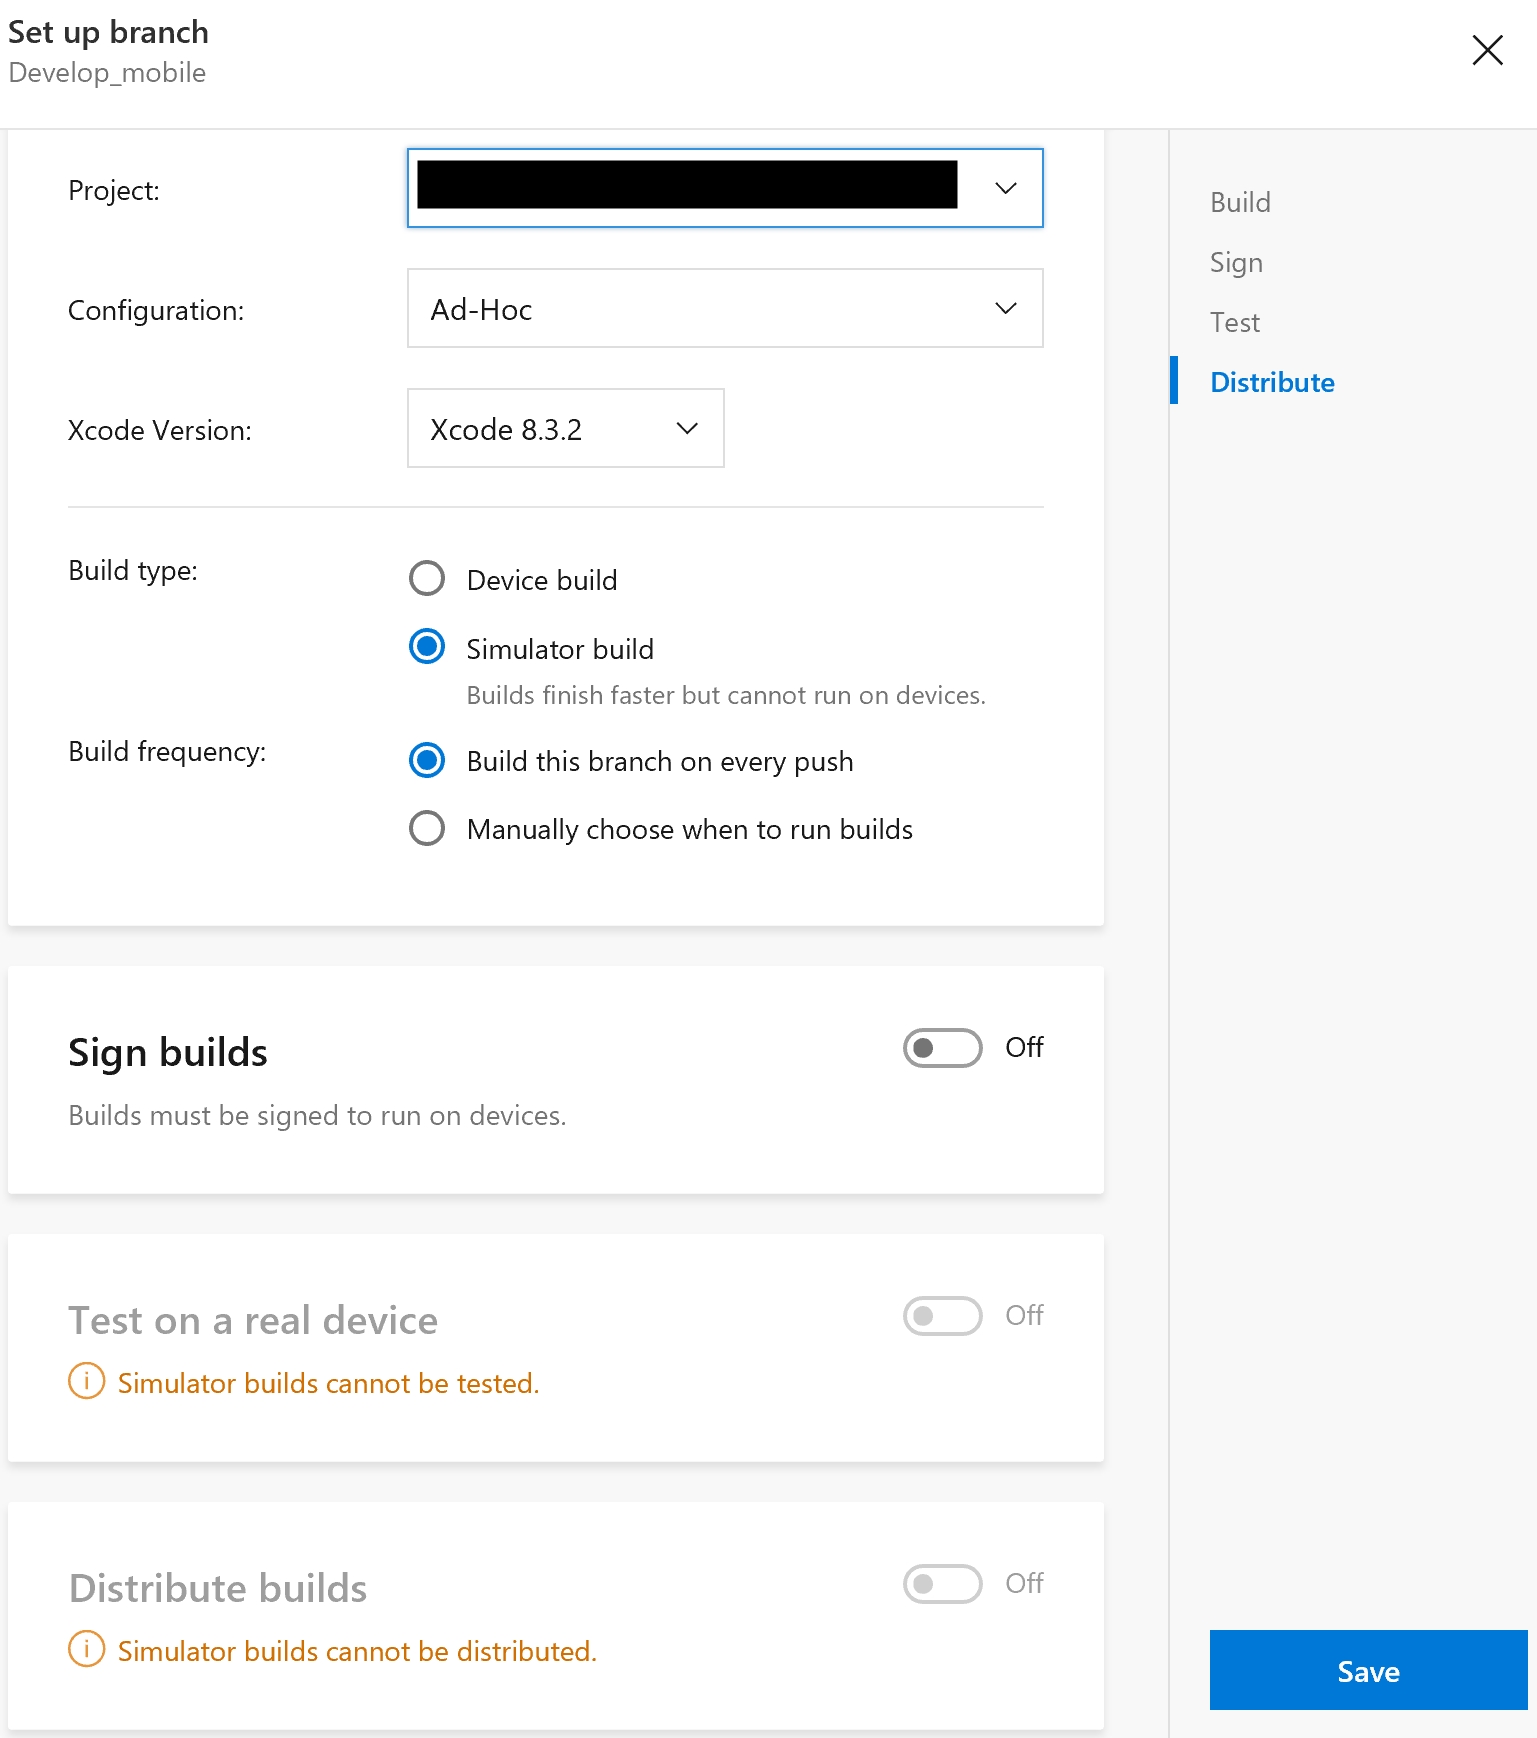 Set up branch
Develop_mobile
Project:
Configuration:
Ad-Hoc
Xcode Version:
Xcode 8.3.2
Build type:
Device build
Simulator build
Builds finish faster but cannot run on devices.
Build frequency:
Build this branch on every push
Manually choose when to run builds
Sign builds
Off
Builds must be signed to run on devices.
Test on a real device
Off
Simulator builds cannot be tested.
Distribute builds
Off
Simulator builds cannot be distributed.
Build
Sign
Test
Distribute
Save